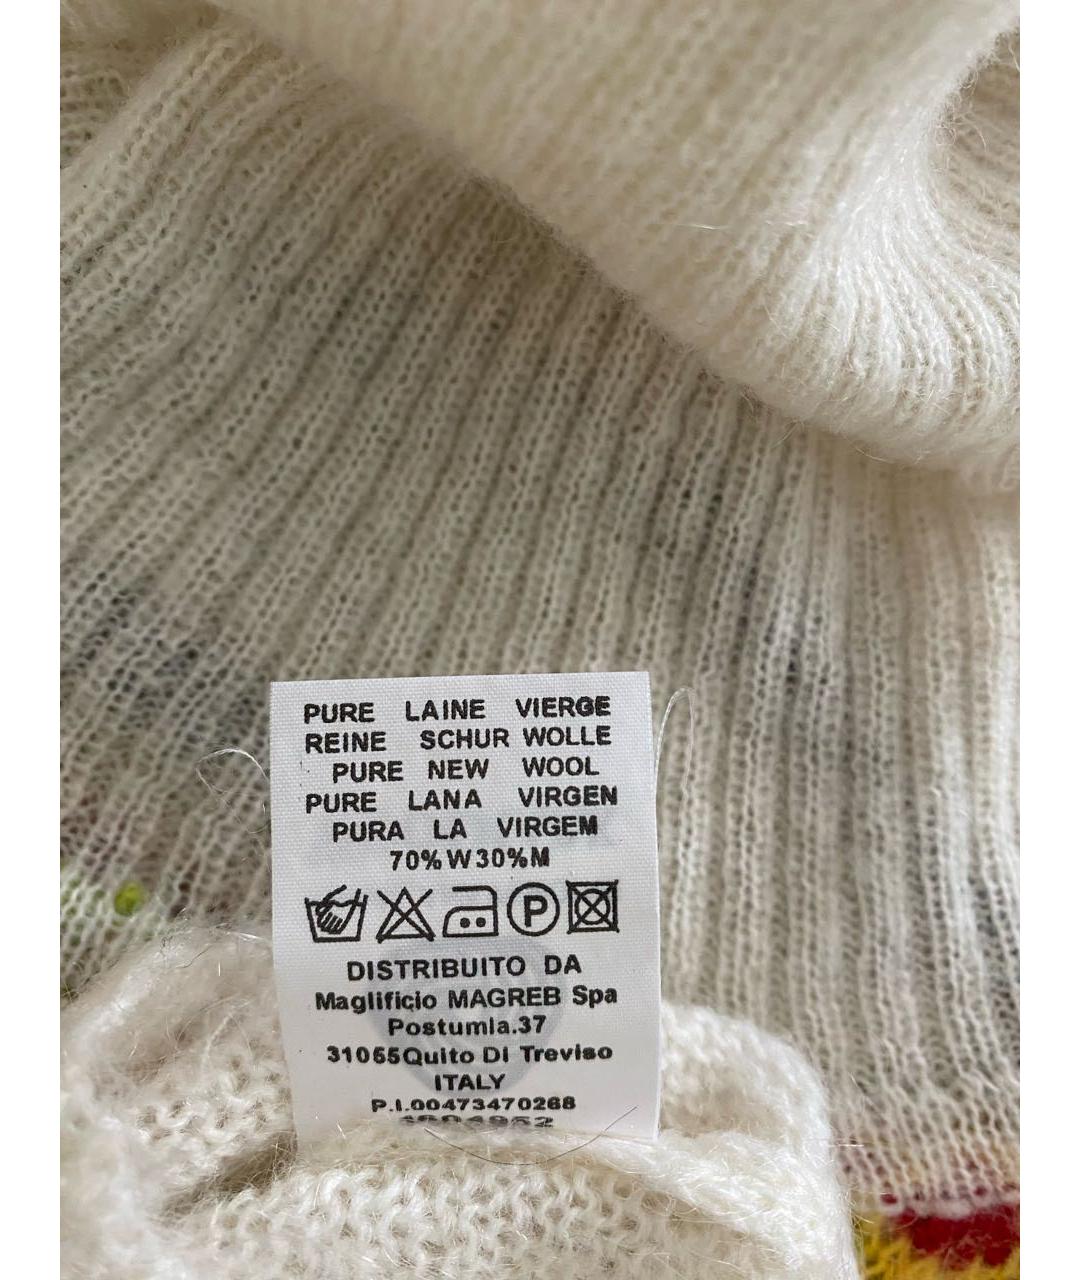 PURE LAINE VIERGE
REINE SCHUR WOLLE
PURE NEW WOOL
PURE LANA VIRGEN
PURA LA VIRGEM
70% W30%M
P
DISTRIBUITO DA
Maglificio MAGREB Spa
Postumia.37
31055Quito Di Treviso
ITALY
P.I.00473470268